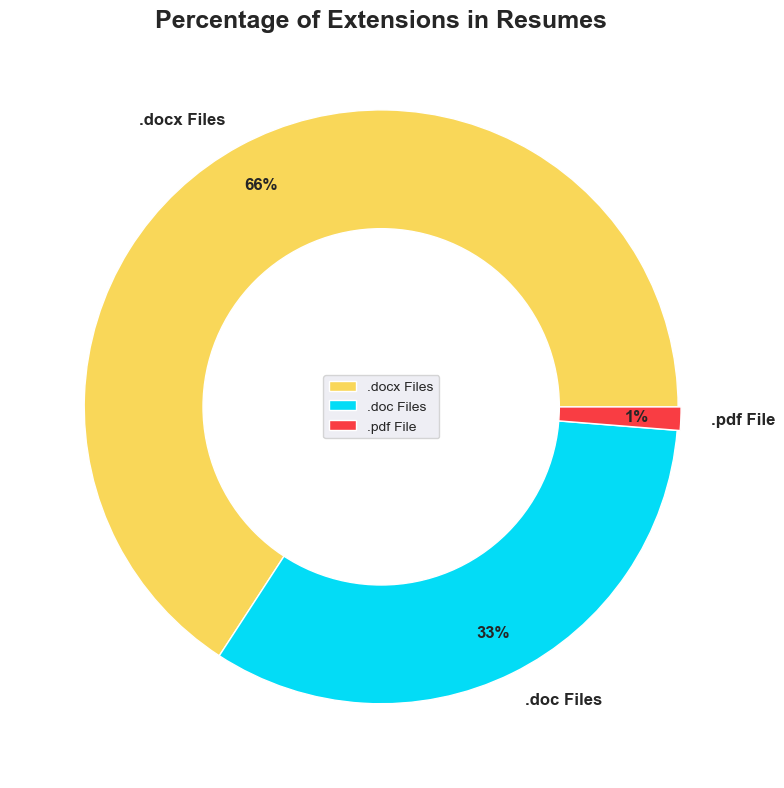 Percentage of Extensions in Resumes
.docx Files
66%
.docx Files
.doc Files
.pdf File
1%
.pdf File
33%
.doc Files